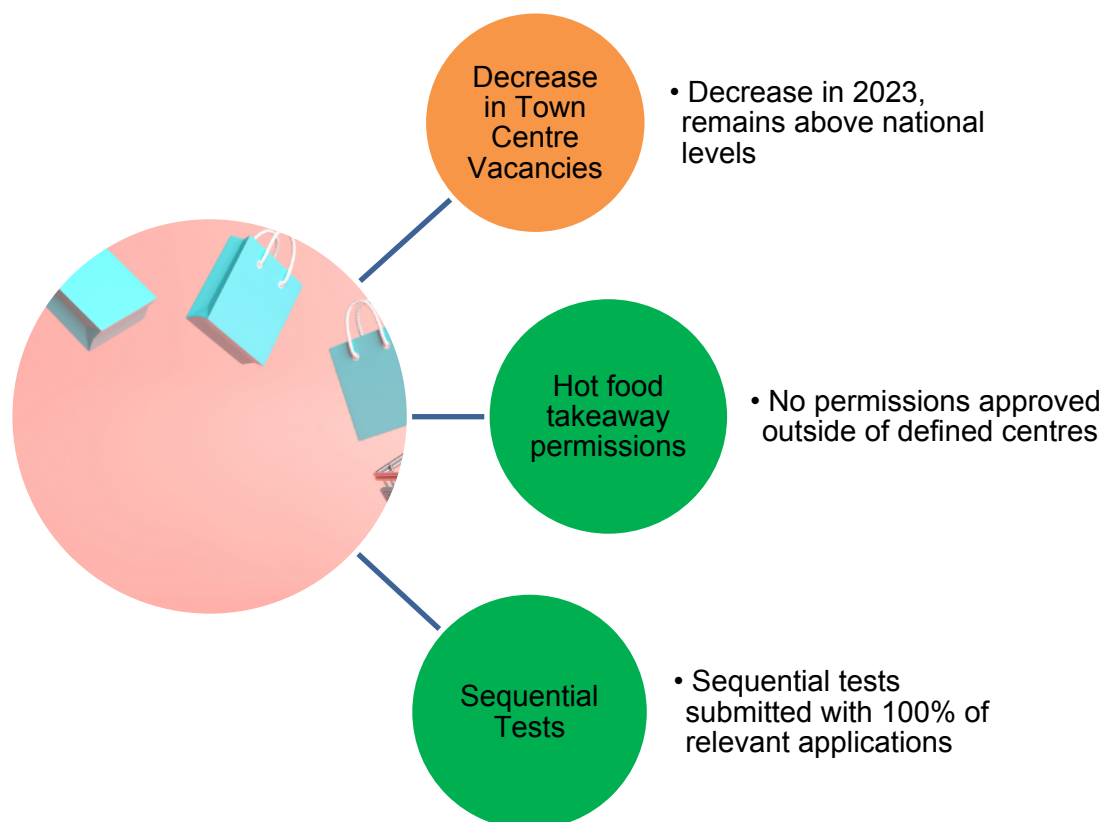 Decrease
in Town
Centre
Vacancies
• Decrease in 2023,
remains above national
levels
Hot food
takeaway
permissions
• No permissions approved
outside of defined centres
Sequential
Tests
• Sequential tests
submitted with 100% of
relevant applications